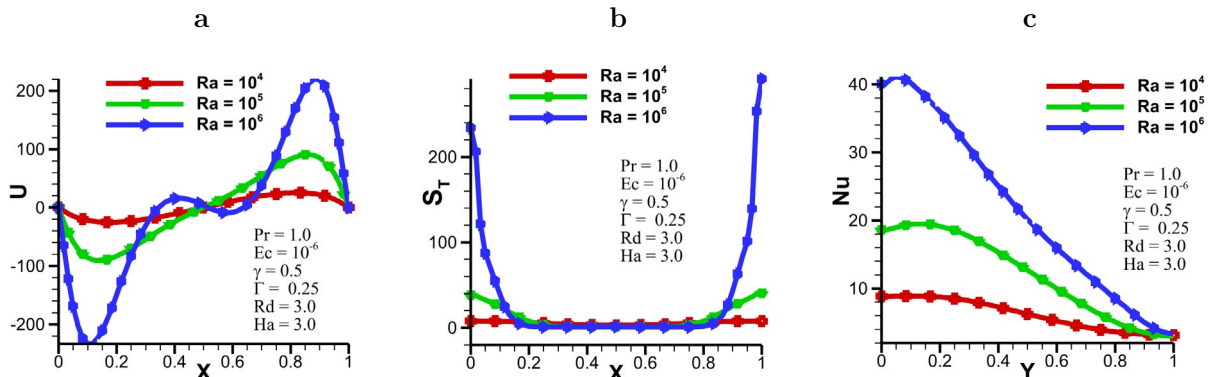 a
U
200
100
0
-100
-200
Ra = 10⁴
Ra = 10⁵
Ra = 10⁶
Pr = 1.0
Ec = 10⁻⁶
γ = 0.5
Γ = 0.25
Rd = 3.0
Ha = 3.0
0 0.2 0.4 0.6 0.8 1
X
b
S_T
200
100
0
Ra = 10⁴
Ra = 10⁵
Ra = 10⁶
Pr = 1.0
Ec = 10⁻⁶
γ = 0.5
Γ = 0.25
Rd = 3.0
Ha = 3.0
0 0.2 0.4 0.6 0.8 1
X
c
Nu
40
30
20
10
Ra = 10⁴
Ra = 10⁵
Ra = 10⁶
Pr = 1.0
Ec = 10⁻⁶
γ = 0.5
Γ = 0.25
Rd = 3.0
Ha = 3.0
0 0.2 0.4 0.6 0.8 1
Y